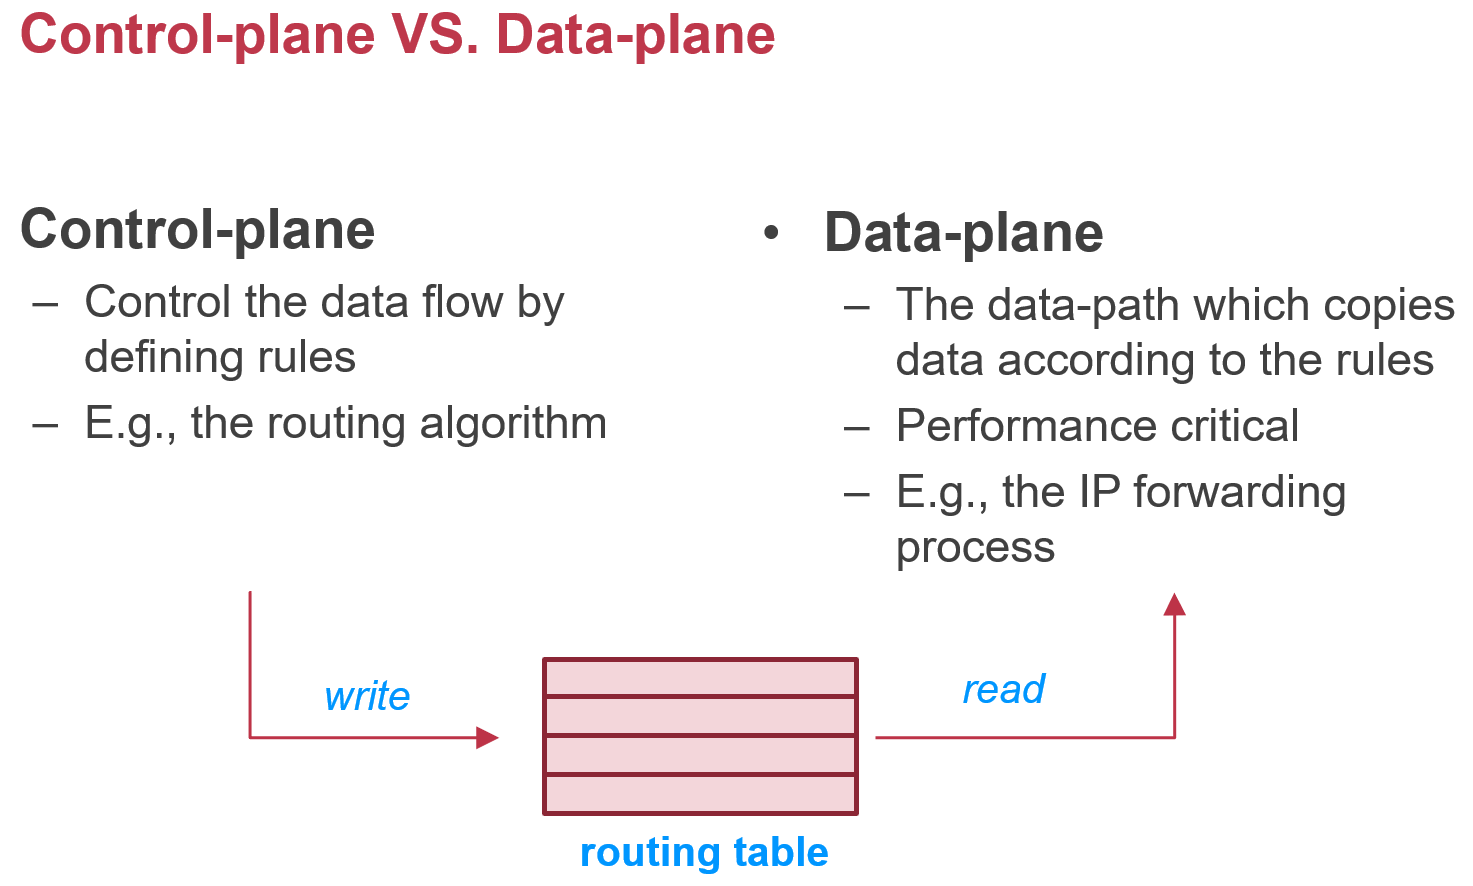 Control-plane VS. Data-plane
Control-plane
– Control the data flow by
defining rules
– E.g., the routing algorithm
• Data-plane
– The data-path which copies
data according to the rules
– Performance critical
– E.g., the IP forwarding
process
write
read
routing table